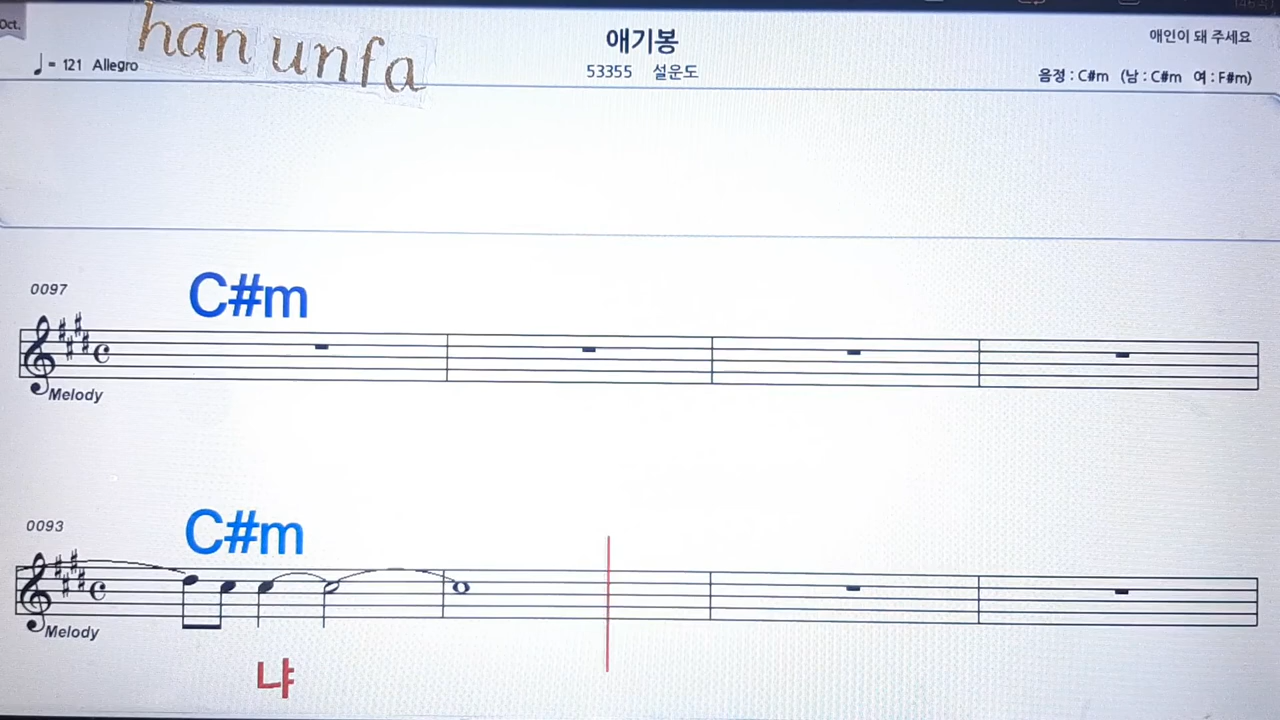 Oct.
han unfa
♩ = 121 Allegro
애기봉
53355 설운도
애인이 돼 주세요
음정 : C#m (남 : C#m 여 : F#m)
0097
C#m
Melody
0093
C#m
Melody
냐